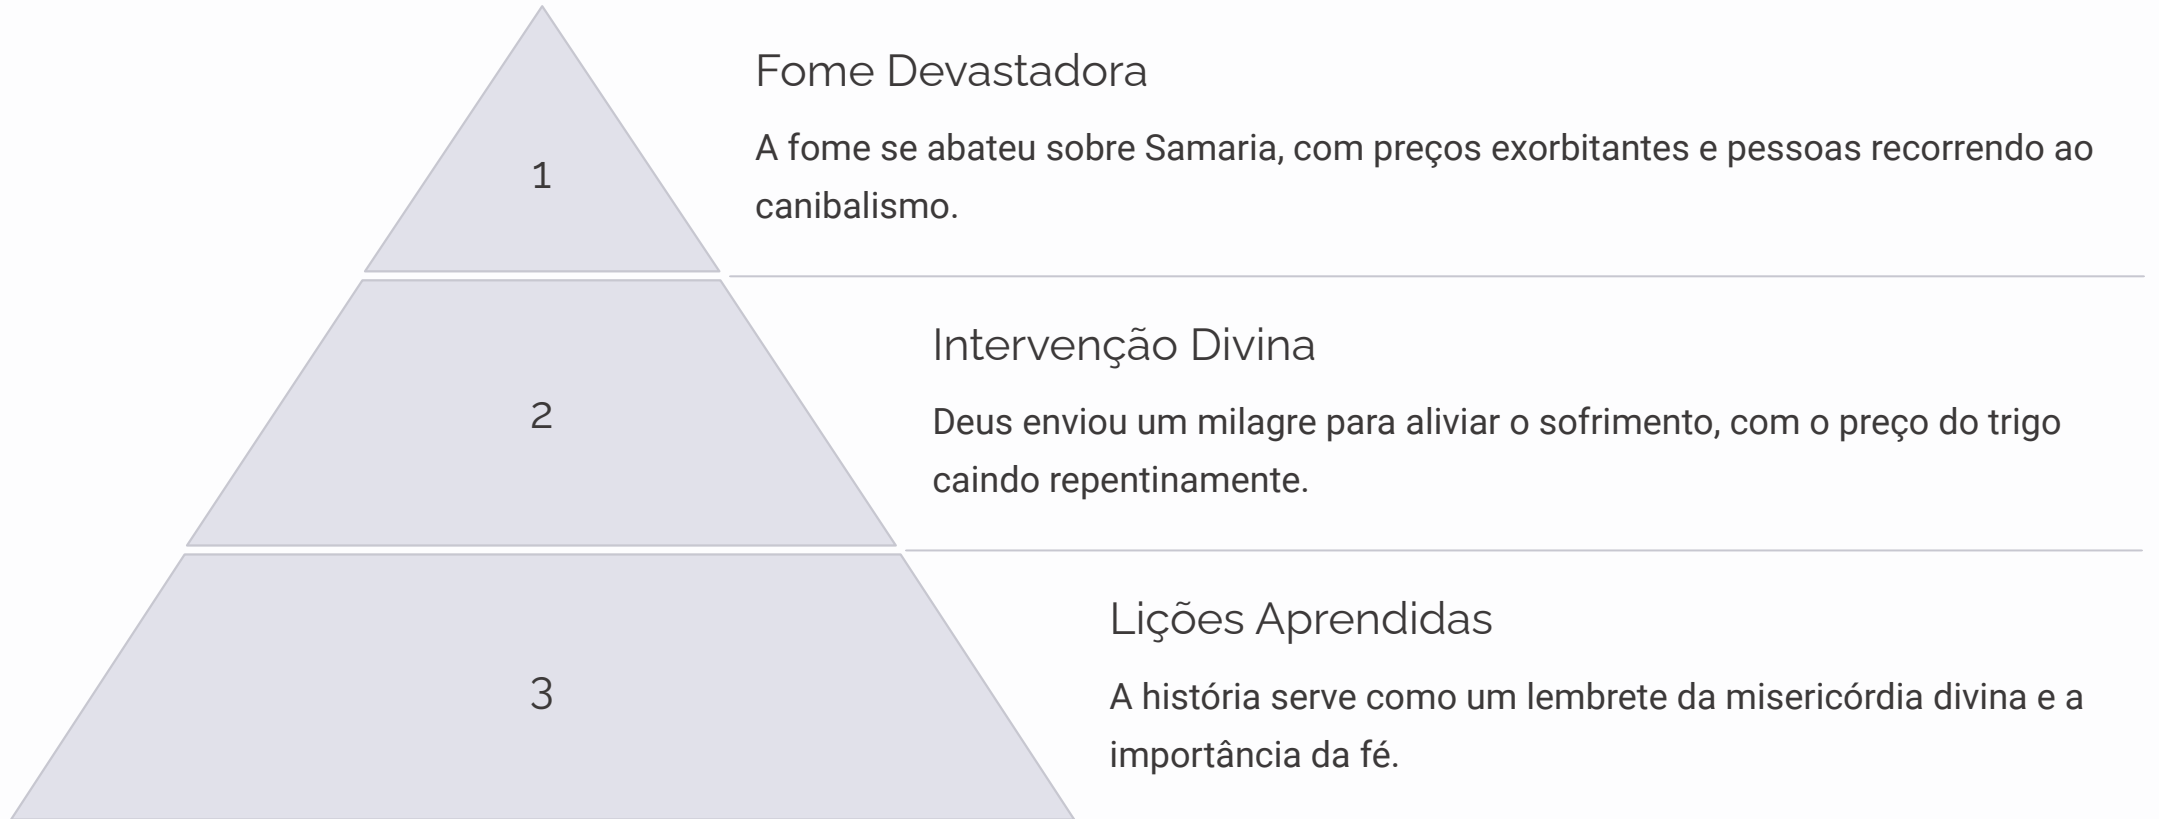 1
Fome Devastadora
A fome se abateu sobre Samaria, com preços exorbitantes e pessoas recorrendo ao
canibalismo.
2
Intervenção Divina
Deus enviou um milagre para aliviar o sofrimento, com o preço do trigo
caindo repentinamente.
3
Lições Aprendidas
A história serve como um lembrete da misericórdia divina e a
importância da fé.